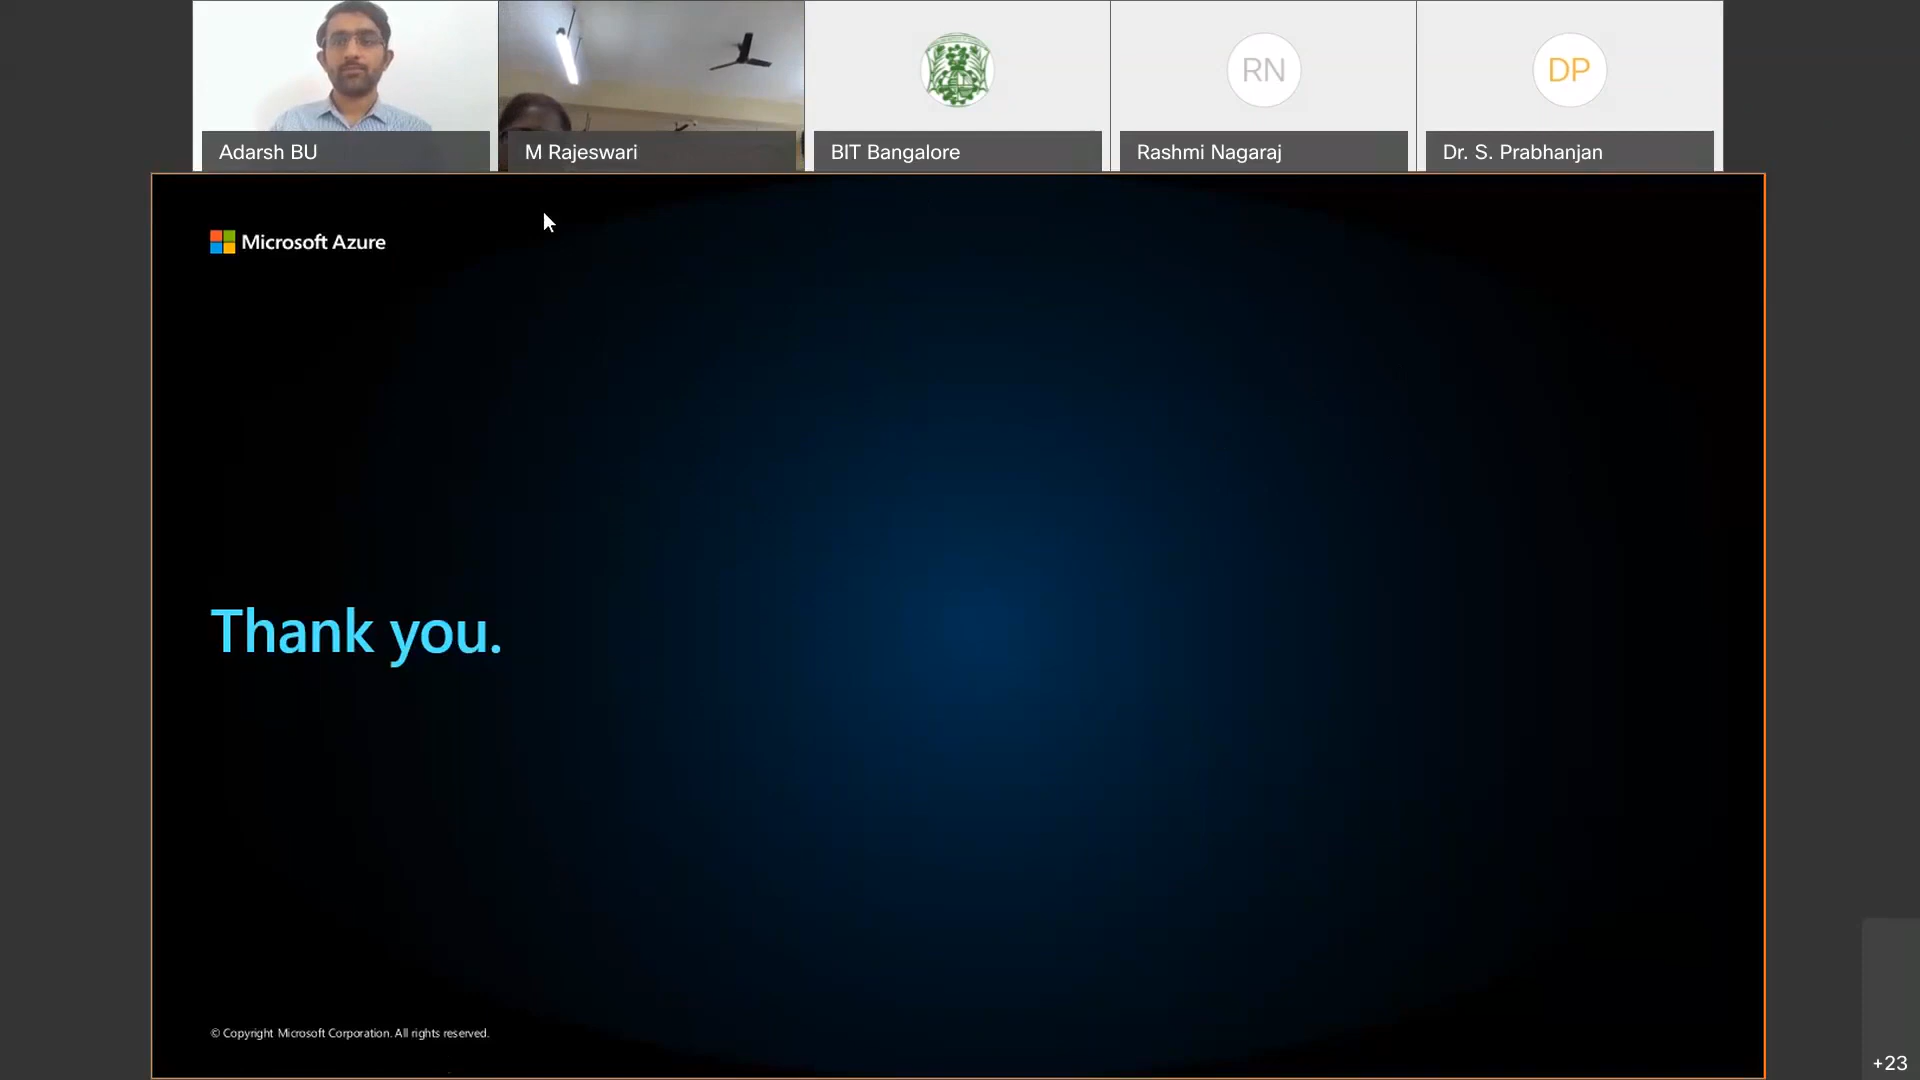 Adarsh BU
M Rajeswari
BIT Bangalore
RN
Rashmi Nagaraj
DP
Dr. S. Prabhanjan
Microsoft Azure
Thank you.
© Copyright Microsoft Corporation. All rights reserved.
+23